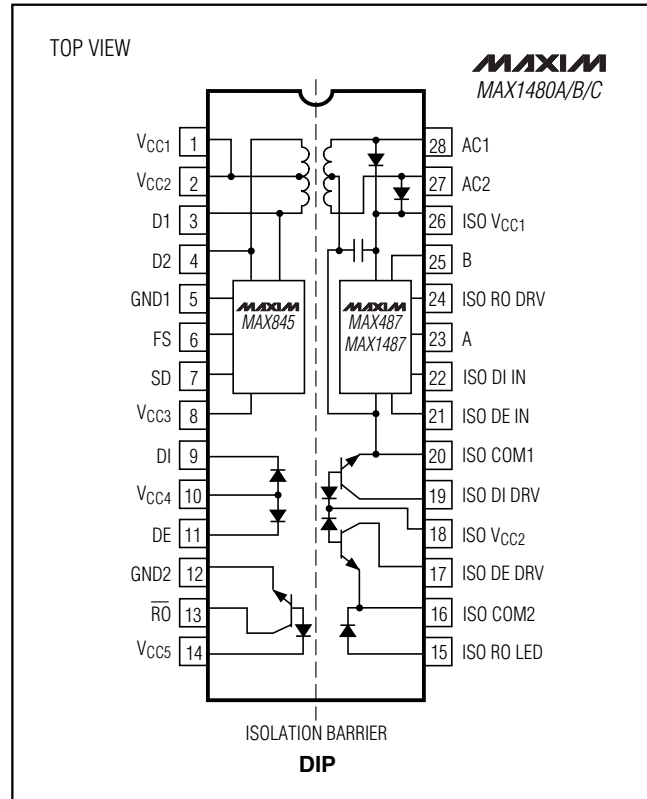 TOP VIEW
MAXIM
MAX1480A/B/C
VCC1 1
VCC2 2
D1 3
D2 4
GND1 5
FS 6
SD 7
VCC3 8
DI 9
VCC4 10
DE 11
GND2 12
R̅O̅ 13
VCC5 14
MAXIM
MAX845
MAXIM
MAX487
MAX1487
28 AC1
27 AC2
26 ISO VCC1
25 B
24 ISO RO DRV
23 A
22 ISO DI IN
21 ISO DE IN
20 ISO COM1
19 ISO DI DRV
18 ISO VCC2
17 ISO DE DRV
16 ISO COM2
15 ISO RO LED
ISOLATION BARRIER
DIP